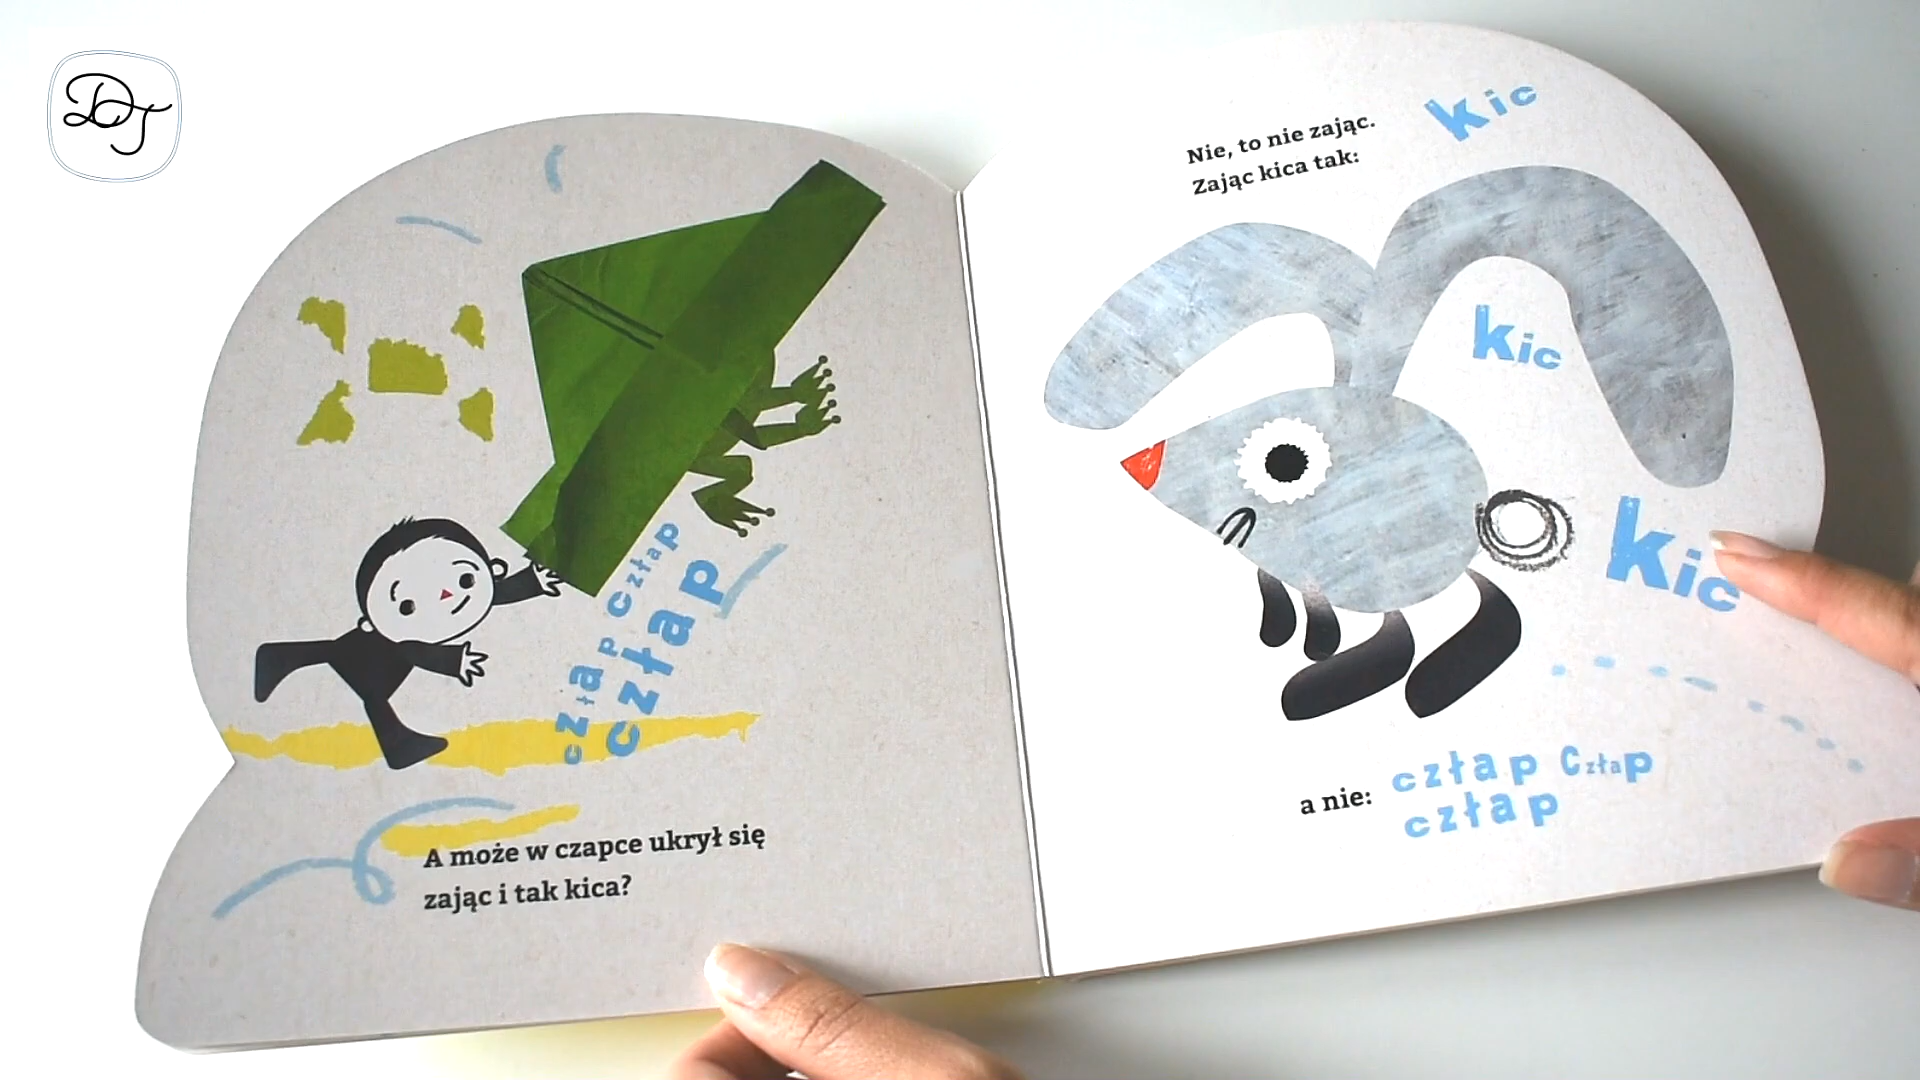 DT
człap człap
człap
A może w czapce ukrył się
zając i tak kica?
Nie, to nie zając.
Zając kica tak:
kic
kic
kic
a nie: człap człap
człap